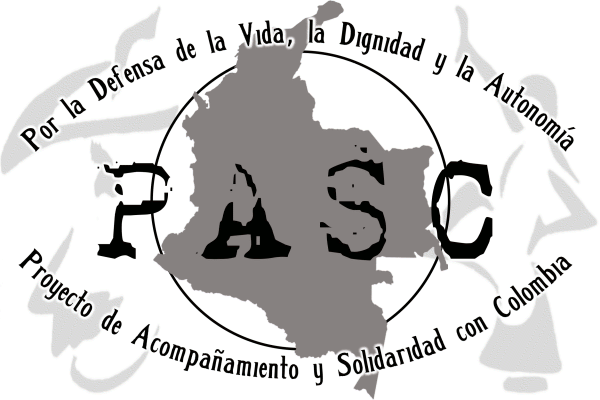 Por la Defensa de la Vida, la Dignidad y la Autonomía
PASC
Proyecto de Acompañamiento y Solidaridad con Colombia